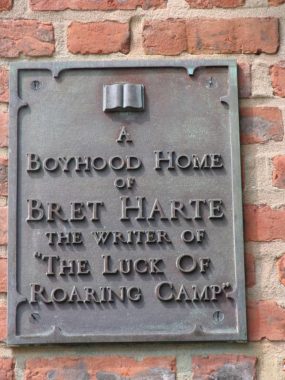 A
BOYHOOD HOME
OF
BRET HARTE
THE WRITER OF
"THE LUCK OF
ROARING CAMP"